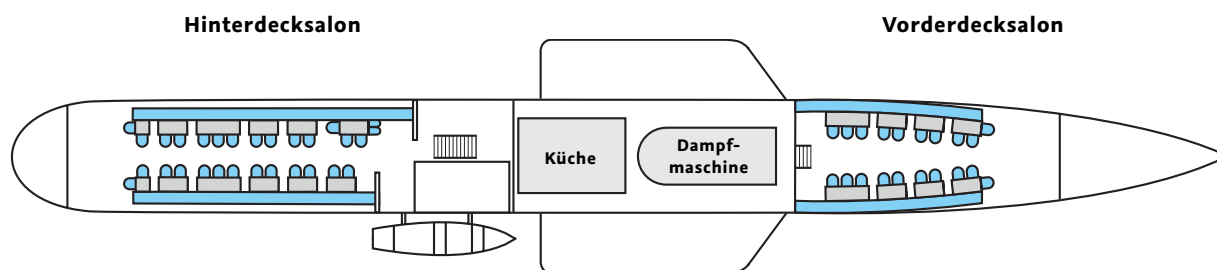 Hinterdecksalon
Vorderdecksalon
Küche
Dampf-
maschine